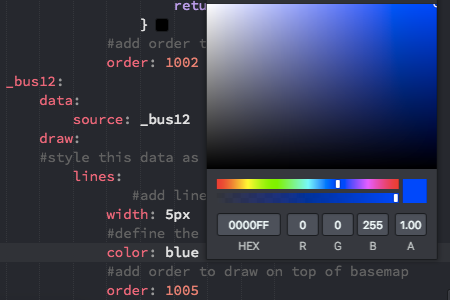 retu
} 
#add order t
order: 1002
_bus12:
data:
source: _bus12
draw:
#style this data as
lines:
#add line
width: 5px
#define the
color: blue
#add order to draw on top of basemap
order: 1005
0000FF 0 0 255 1.00
HEX R G B A